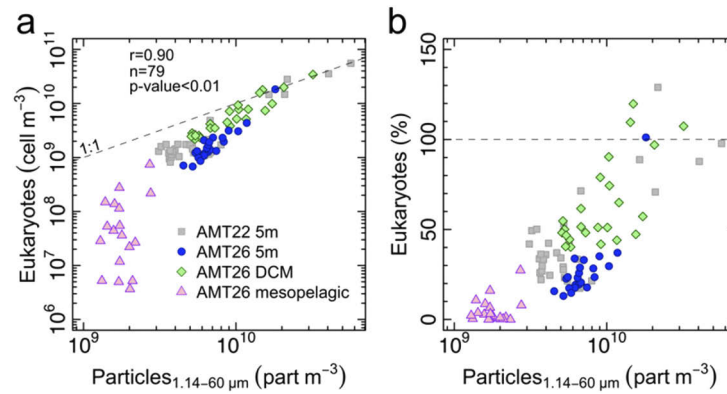 a
r=0.90
n=79
p-value<0.01
1:1
10¹¹
10¹⁰
10⁹
10⁸
10⁷
10⁶
Eukaryotes (cell m⁻³)
AMT22 5m
AMT26 5m
AMT26 DCM
AMT26 mesopelagic
10⁹
10¹⁰
Particles₁.₁₄₋₆₀ μm (part m⁻³)
b
150
100
50
0
Eukaryotes (%)
10⁹
10¹⁰
Particles₁.₁₄₋₆₀ μm (part m⁻³)